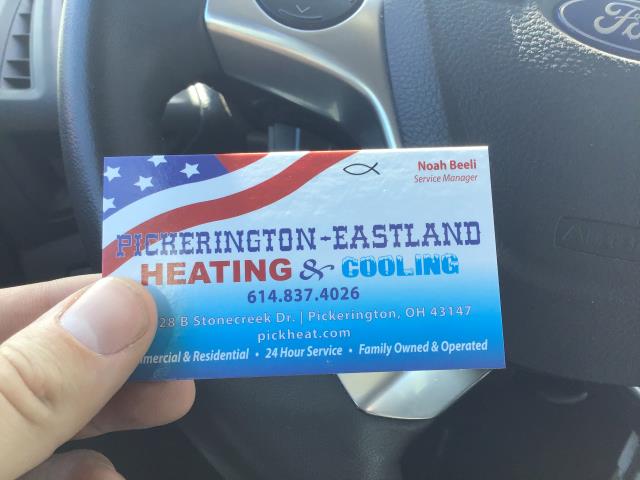 Ford
Noah Beeli
Service Manager
PICKERINGTON-EASTLAND
HEATING & COOLING
614.837.4026
28 B Stonecreek Dr. | Pickerington, OH 43147
pickheat.com
mercial & Residential • 24 Hour Service • Family Owned & Operated